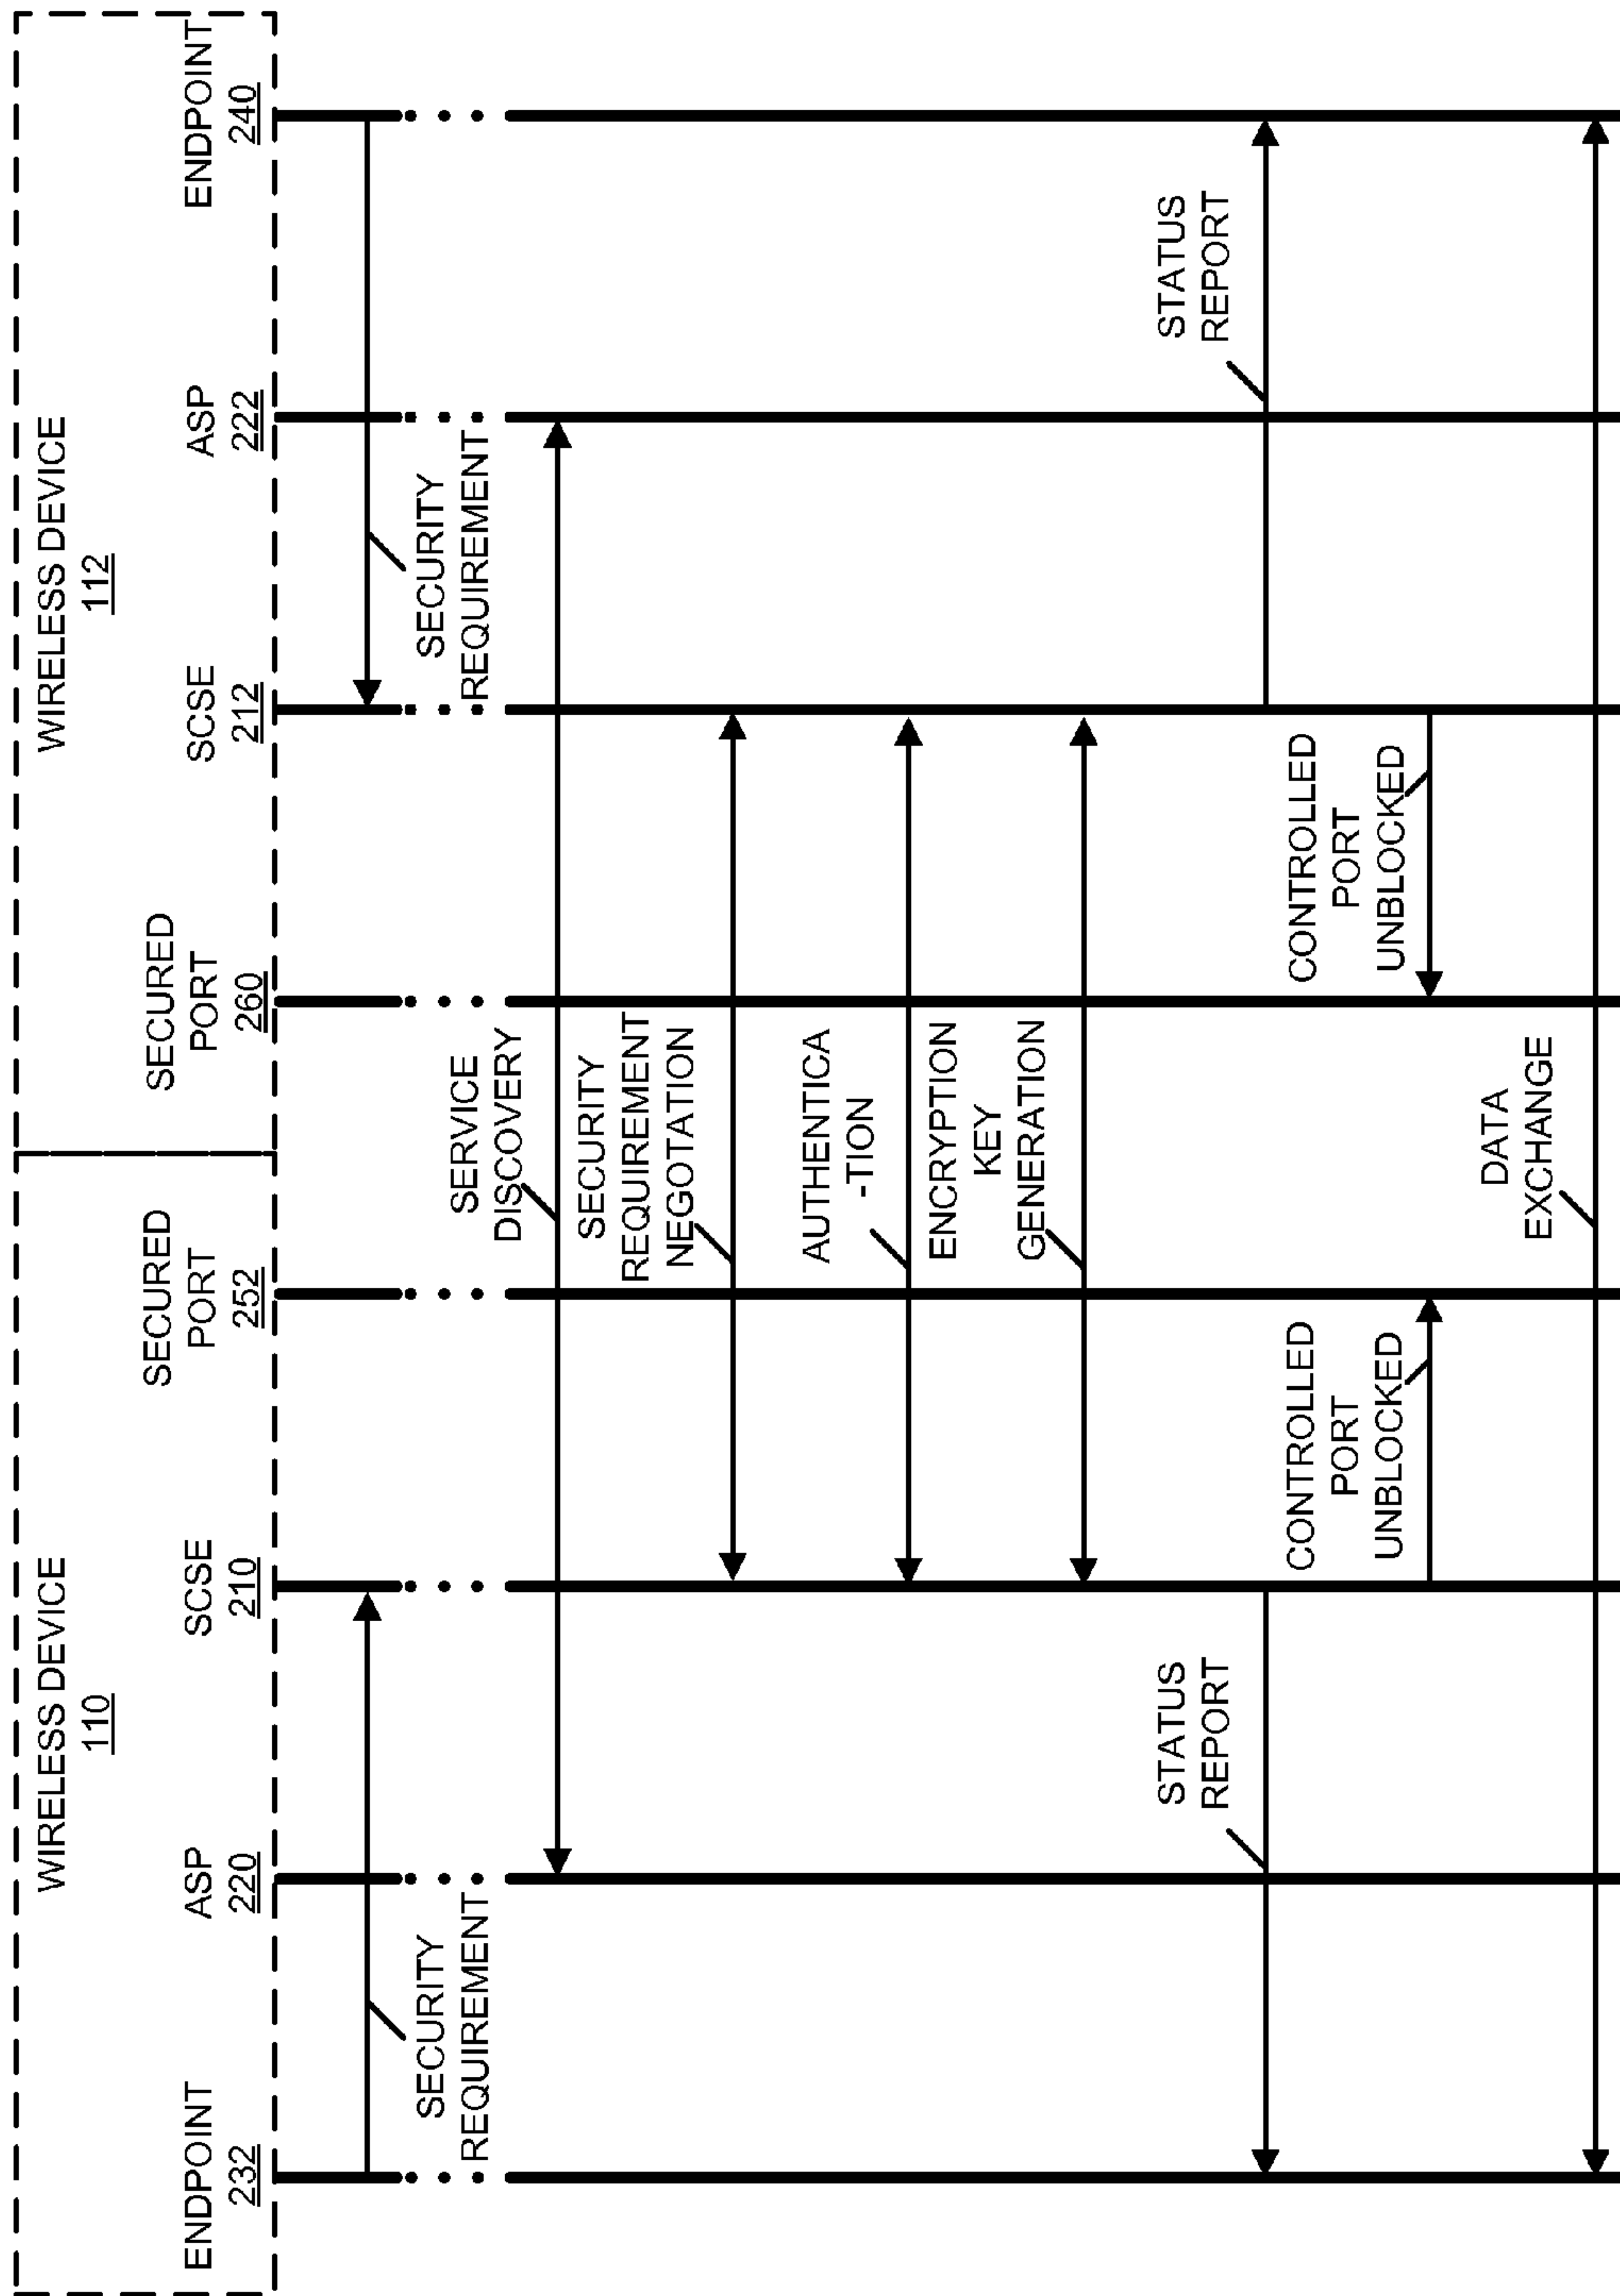 WIRELESS DEVICE
110
WIRELESS DEVICE
112
ENDPOINT
232
ASP
220
SCSE
210
SECURED
PORT
252
SECURED
PORT
260
SCSE
212
ASP
222
ENDPOINT
240
SECURITY
REQUIREMENT
SECURITY
REQUIREMENT
SERVICE
DISCOVERY
SECURITY
REQUIREMENT
NEGOTATION
AUTHENTICA
-TION
ENCRYPTION
KEY
GENERATION
STATUS
REPORT
STATUS
REPORT
CONTROLLED
PORT
UNBLOCKED
CONTROLLED
PORT
UNBLOCKED
DATA
EXCHANGE